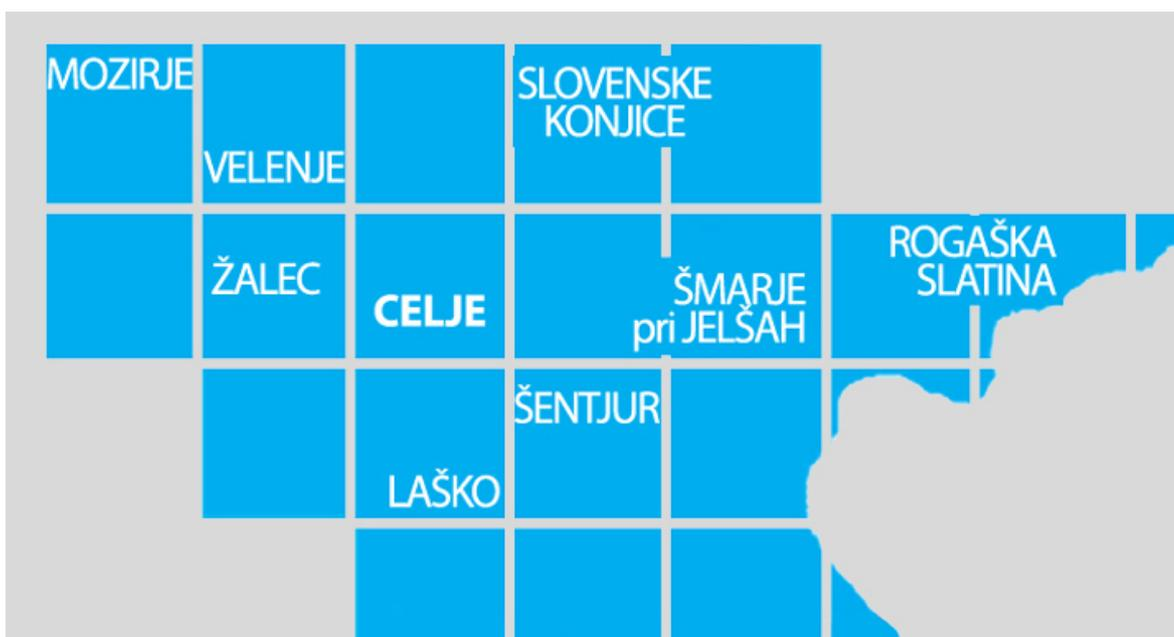 MOZIRJE
SLOVENSKE
KONJICE
VELENJE
ROGAŠKA
SLATINA
ŽALEC
CELJE
ŠMARJE
pri JELŠAH
ŠENTJUR
LAŠKO